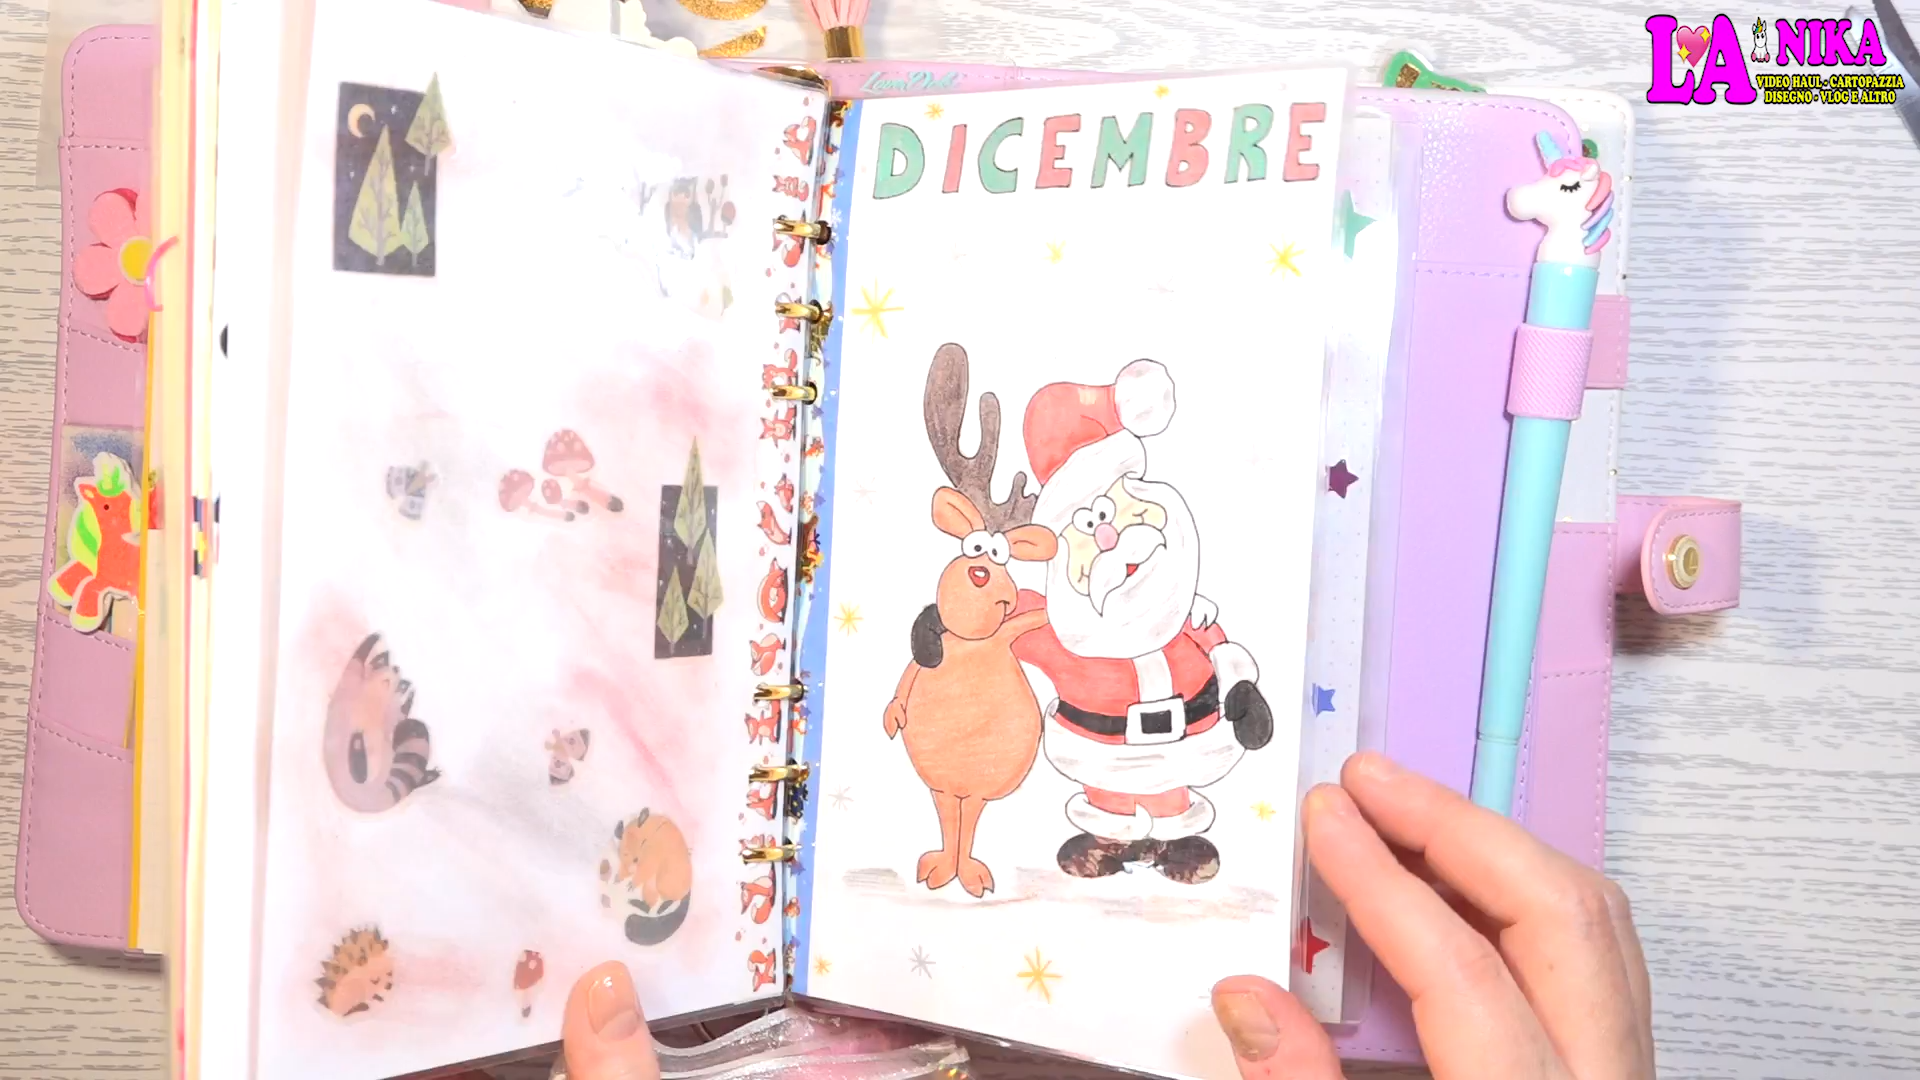 LA NIKA
VIDEO HAUL - CARTOPAZZIA
DISEGNO - VLOG E ALTRO
DICEMBRE